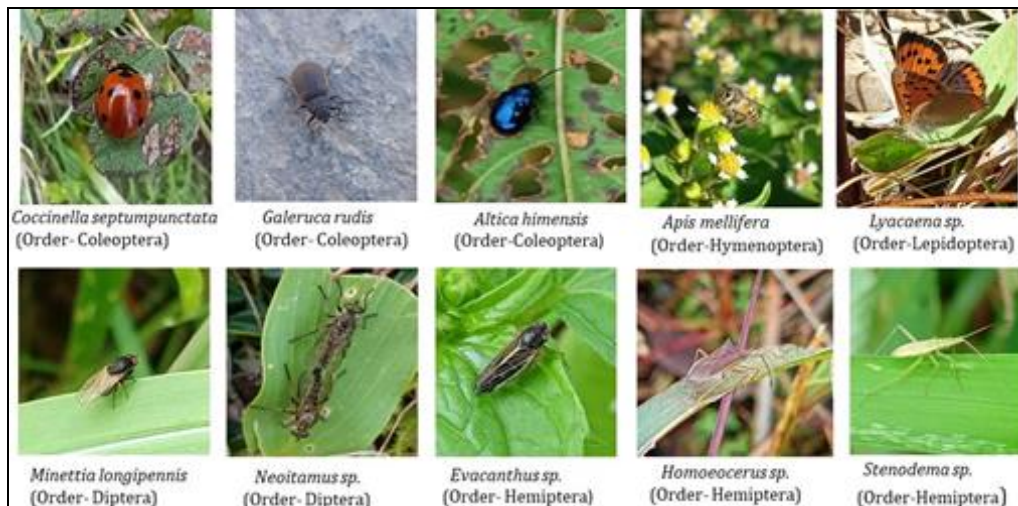 Coccinella septumpunctata
(Order- Coleoptera)
Galeruca rudis
(Order- Coleoptera)
Altica himensis
(Order-Coleoptera)
Apis mellifera
(Order-Hymenoptera)
Lyacaena sp.
(Order-Lepidoptera)
Minettia longipennis
(Order- Diptera)
Neoitamus sp.
(Order- Diptera)
Evacanthus sp.
(Order- Hemiptera)
Homoeocerus sp.
(Order- Hemiptera)
Stenodema sp.
(Order-Hemiptera)